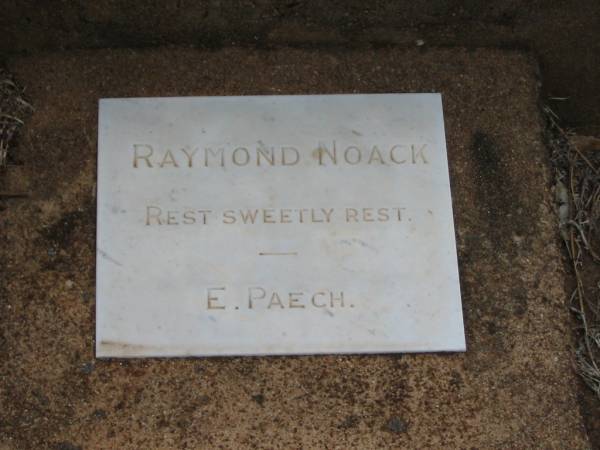 RAYMOND NOACK
REST SWEETLY REST.
—
E. PAECH.